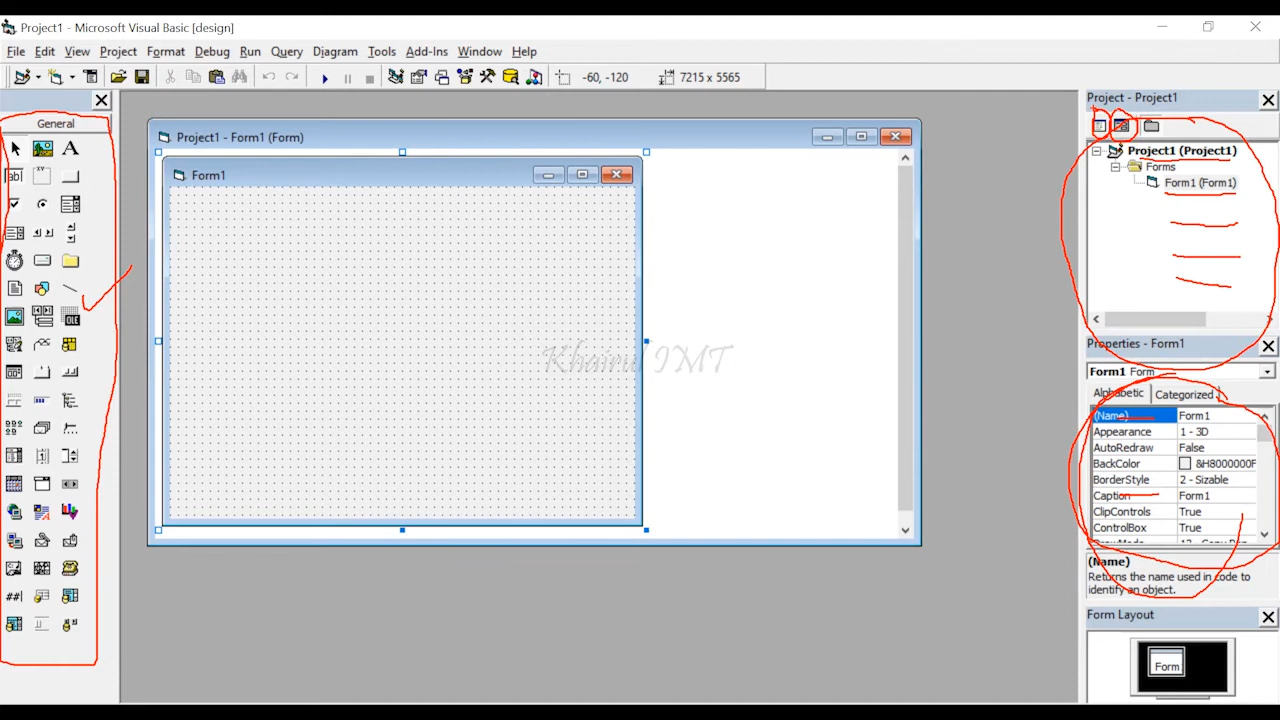 Project1 - Microsoft Visual Basic [design]
File Edit View Project Format Debug Run Query Diagram Tools Add-Ins Window Help
-60, -120 7215 x 5565
General
Project1 - Form1 (Form)
Form1
Khairul IMT
Project - Project1
Project1 (Project1)
Forms
Form1 (Form1)
Properties - Form1
Form1 Form
Alphabetic Categorized
(Name) Form1
Appearance 1 - 3D
AutoRedraw False
BackColor &H8000000F
BorderStyle 2 - Sizable
Caption Form1
ClipControls True
ControlBox True
(Name)
Returns the name used in code to
identify an object.
Form Layout
Form